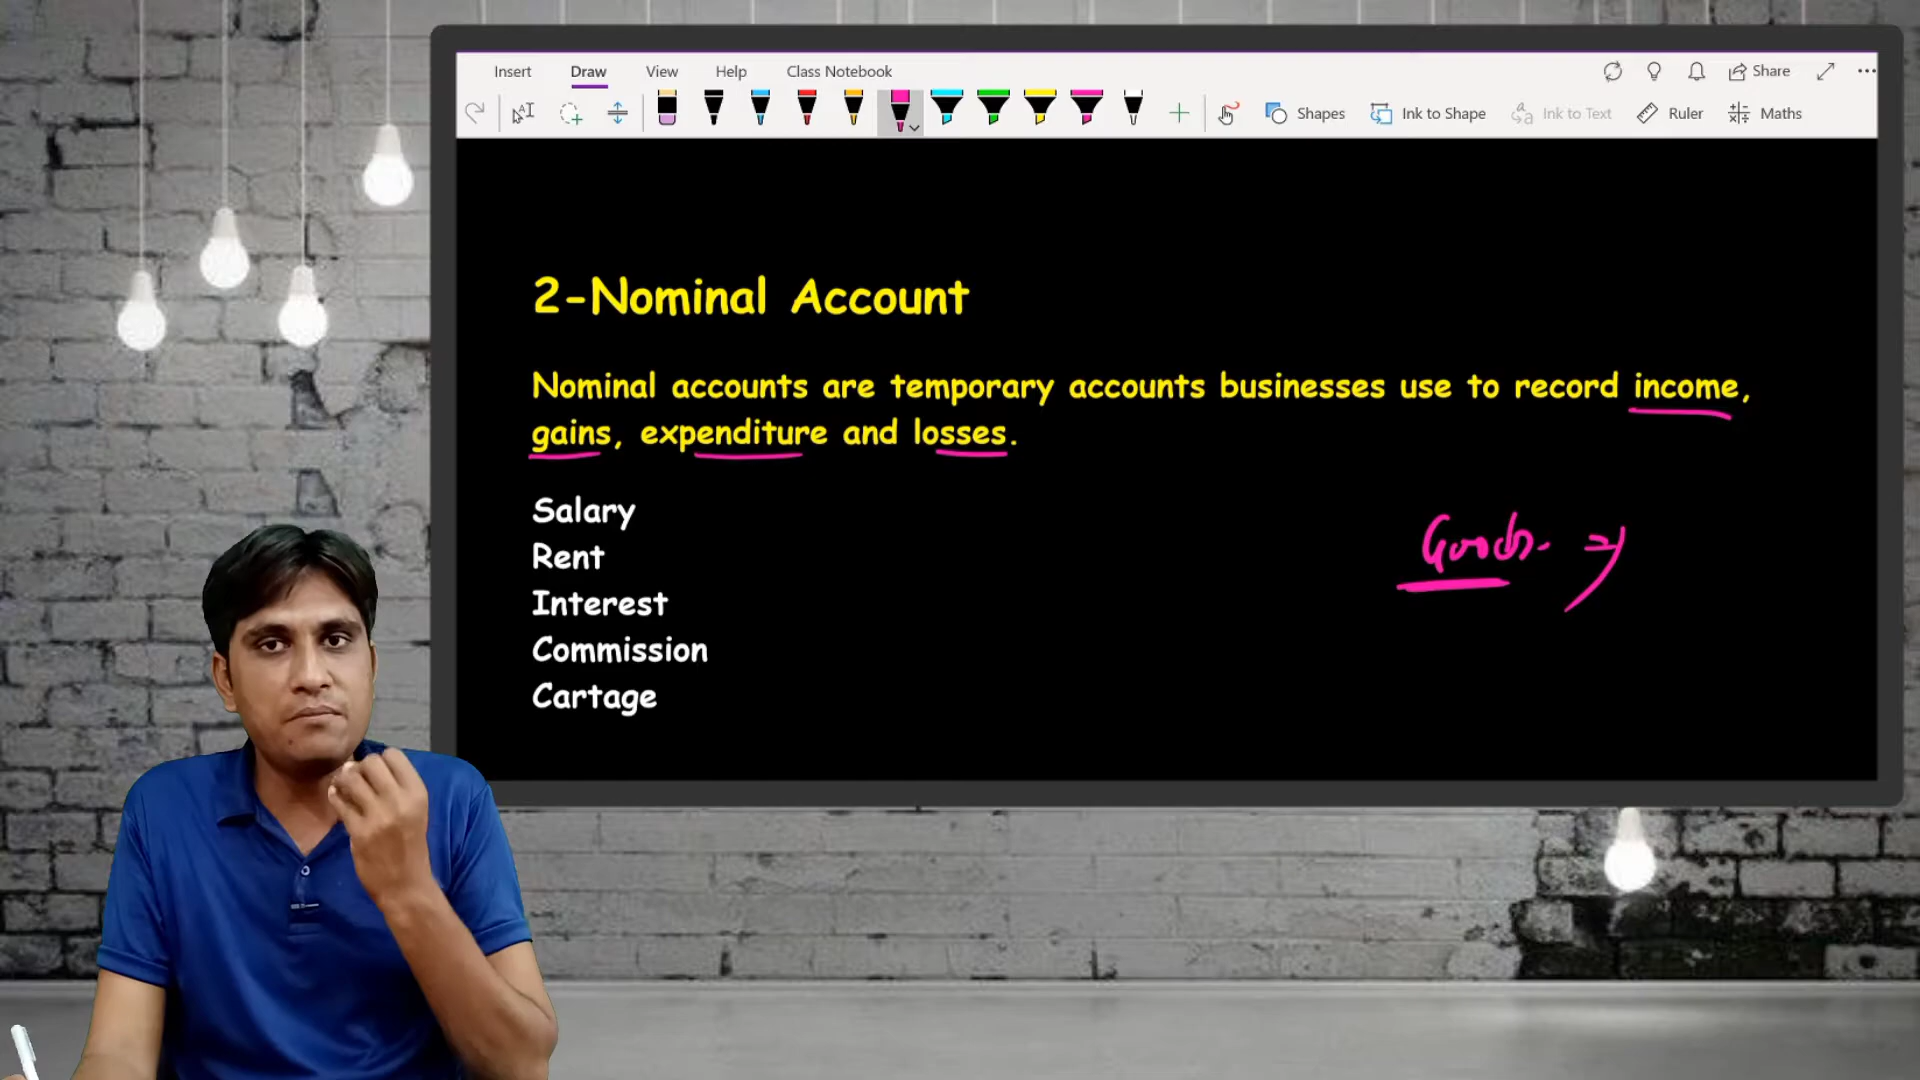 Insert Draw View Help Class Notebook Share
Shapes Ink to Shape Ink to Text Ruler Maths
2-Nominal Account
Nominal accounts are temporary accounts businesses use to record income,
gains, expenditure and losses.
Salary
Rent
Interest
Commission
Cartage
Goods.